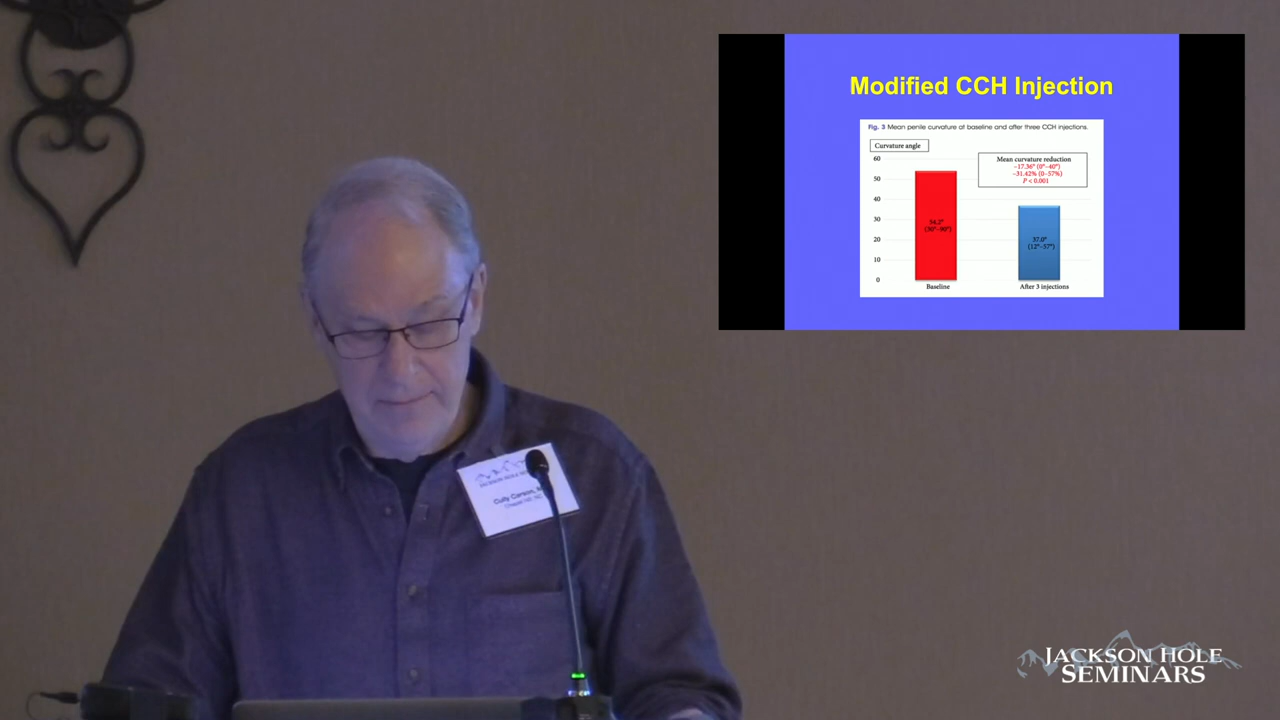 Modified CCH Injection
Fig. 3 Mean penile curvature at baseline and after three CCH injections.
Curvature angle
Mean curvature reduction
–17.36° (0°–40°)
–31.42% (0–57%)
P < 0.001
60
50
40
30
20
10
0
54.2°
(30°–90°)
37.0°
(12°–57°)
Baseline
After 3 injections
Cully Carson,
JACKSON HOLE
SEMINARS